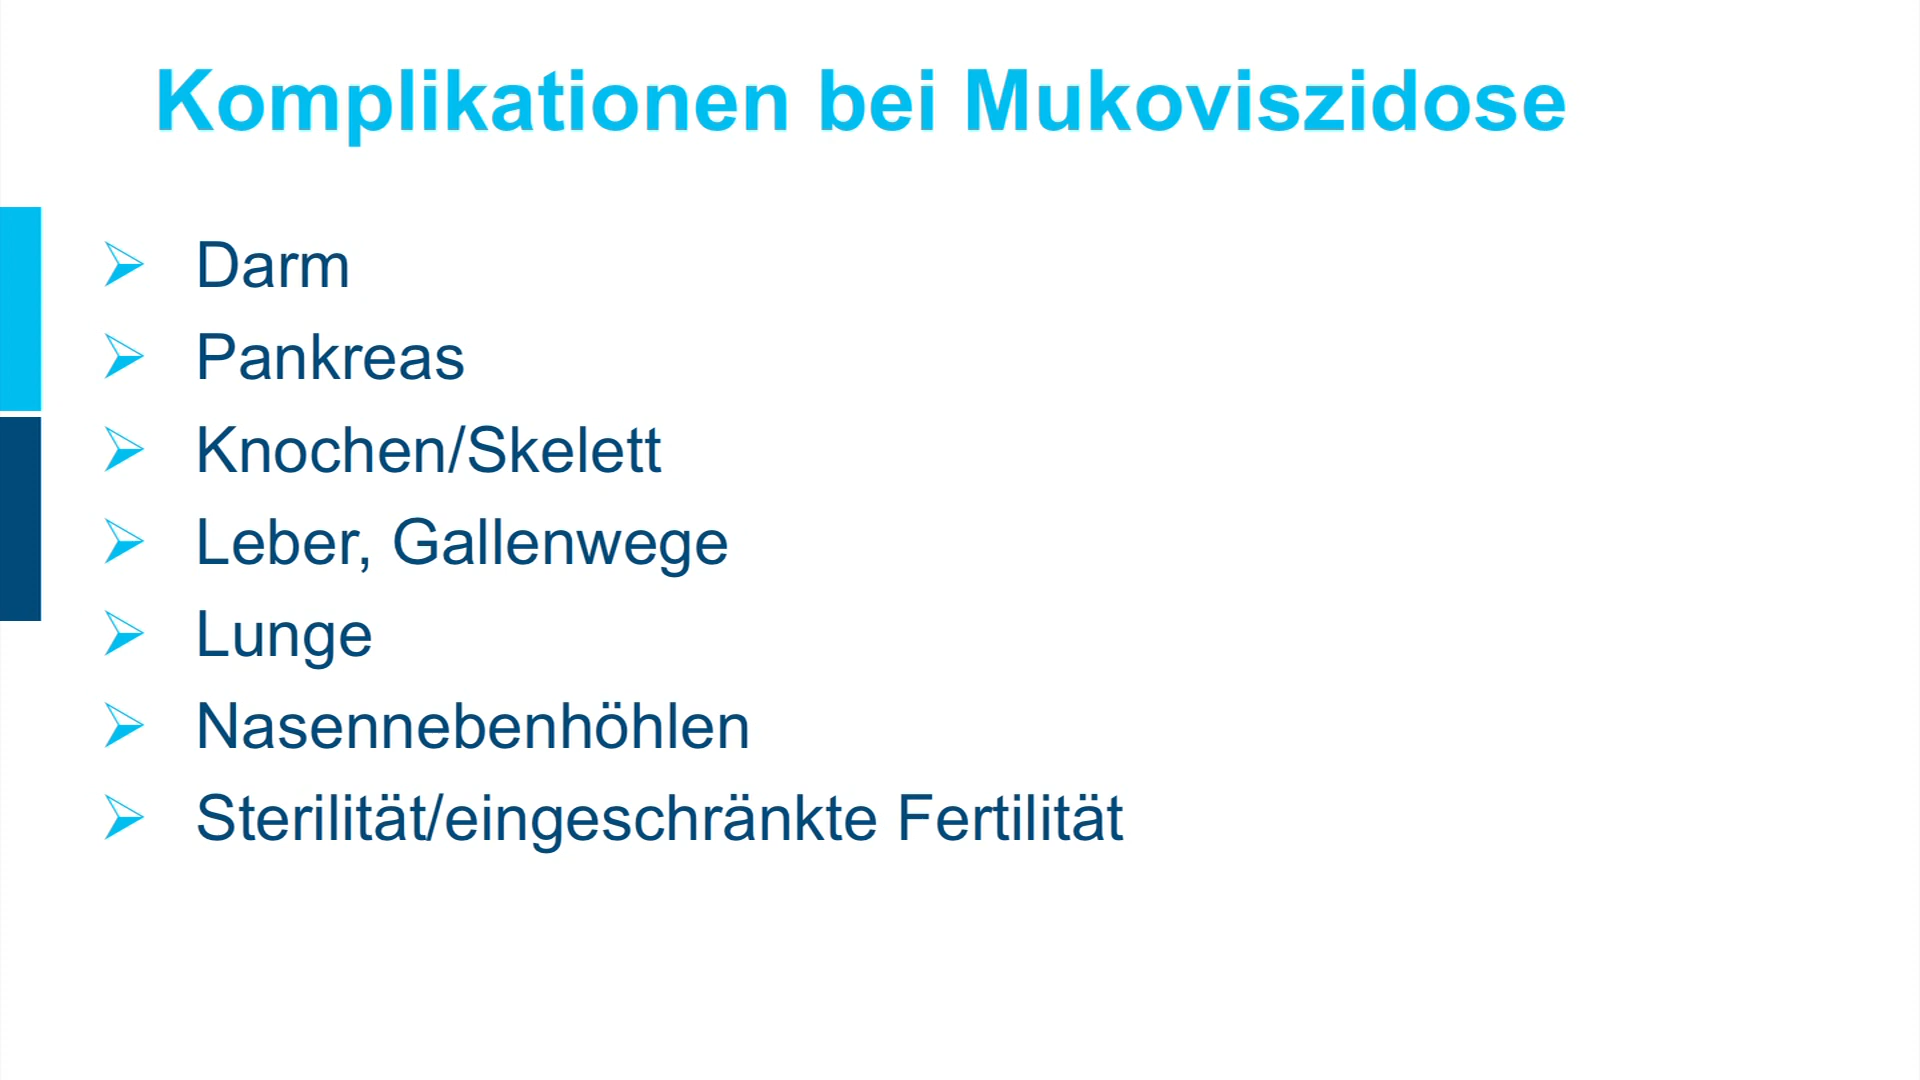 Komplikationen bei Mukoviszidose
Darm
Pankreas
Knochen/Skelett
Leber, Gallenwege
Lunge
Nasennebenhöhlen
Sterilität/eingeschränkte Fertilität